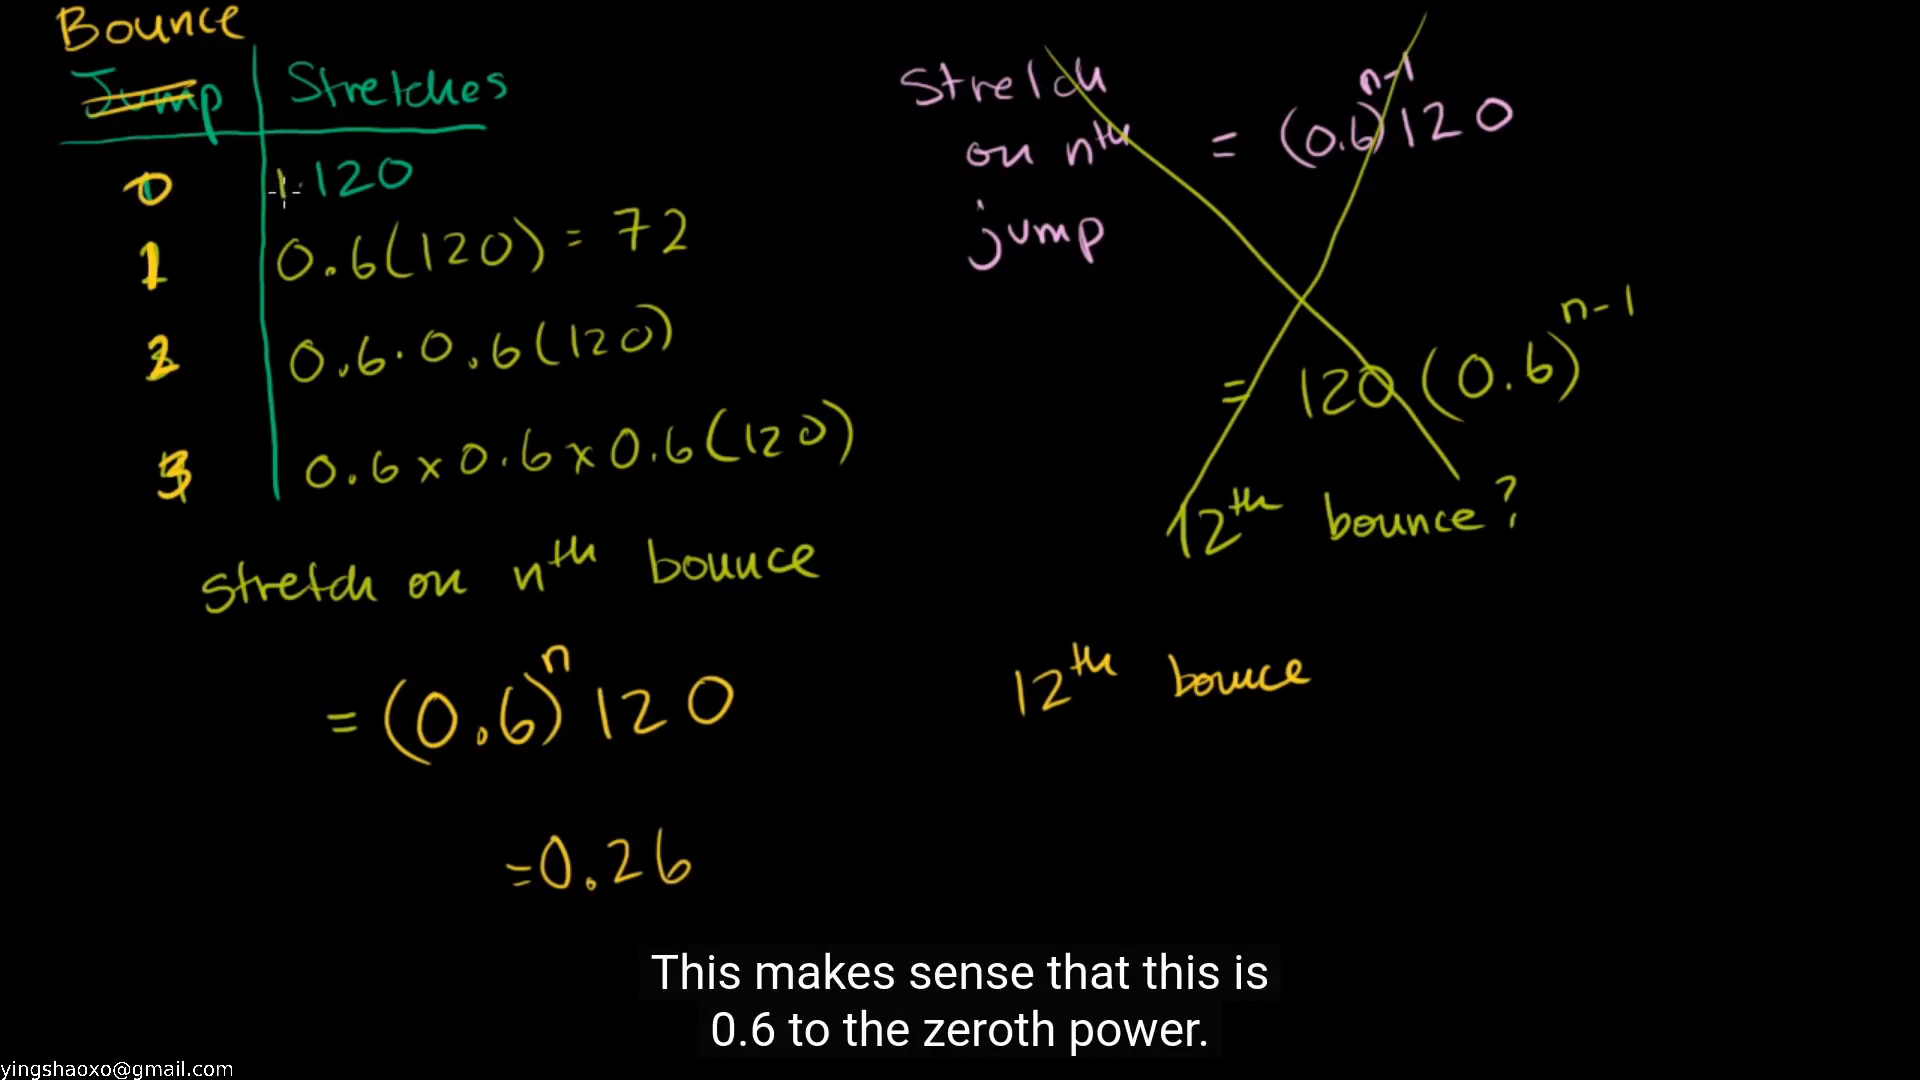 Bounce
Jump Stretches
0 1·120
1 0.6(120) = 72
2 0.6·0.6(120)
3 0.6×0.6×0.6(120)
Stretch on nth bounce
= (0.6)^n 120
=0.26
Stretch
on nth = (0.6)^n-1 120
jump
= 120(0.6)^n-1
12th bounce?
12th bounce
This makes sense that this is
0.6 to the zeroth power.
yingshaoxo@gmail.com